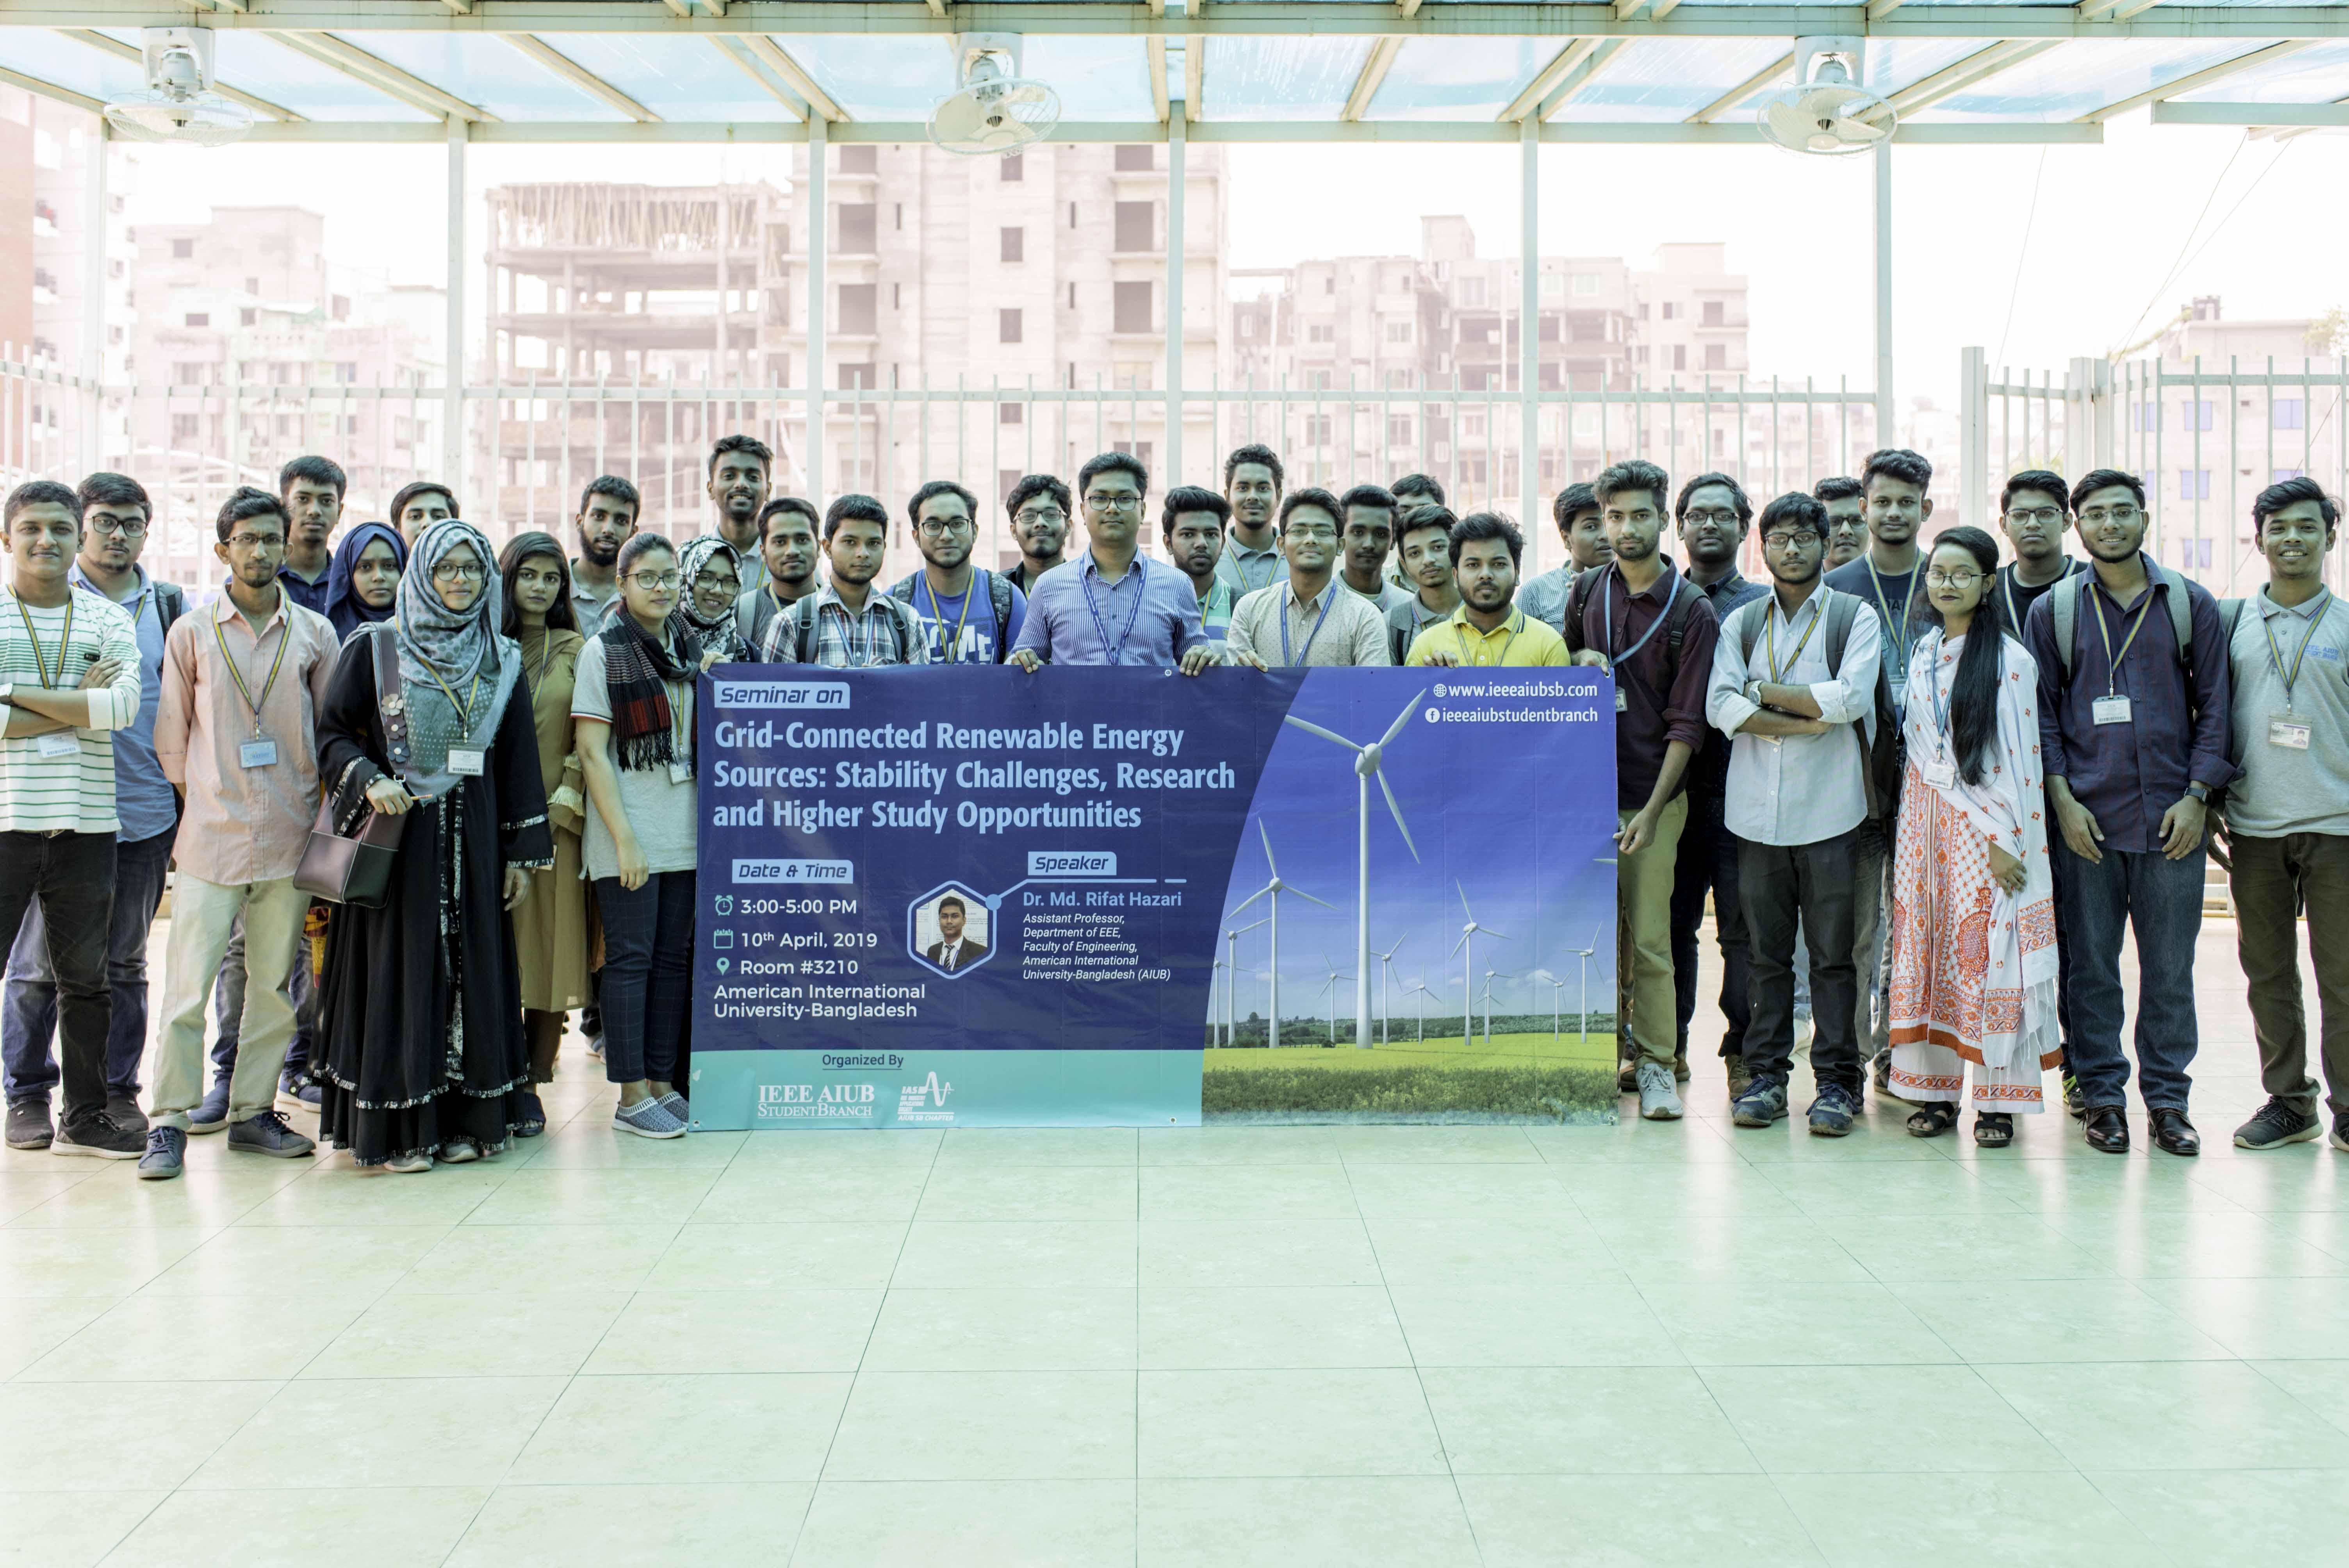 Seminar on
Grid-Connected Renewable Energy
Sources: Stability Challenges, Research
and Higher Study Opportunities
Date & Time
3:00-5:00 PM
10th April, 2019
Room #3210
American International
University-Bangladesh
Speaker
Dr. Md. Rifat Hazari
Assistant Professor,
Department of EEE,
Faculty of Engineering,
American International
University-Bangladesh (AIUB)
www.ieeeaiubsb.com
ieeeaiubstudentbranch
Organized By
IEEE AIUB
STUDENT BRANCH
IAS
AIUB SB CHAPTER